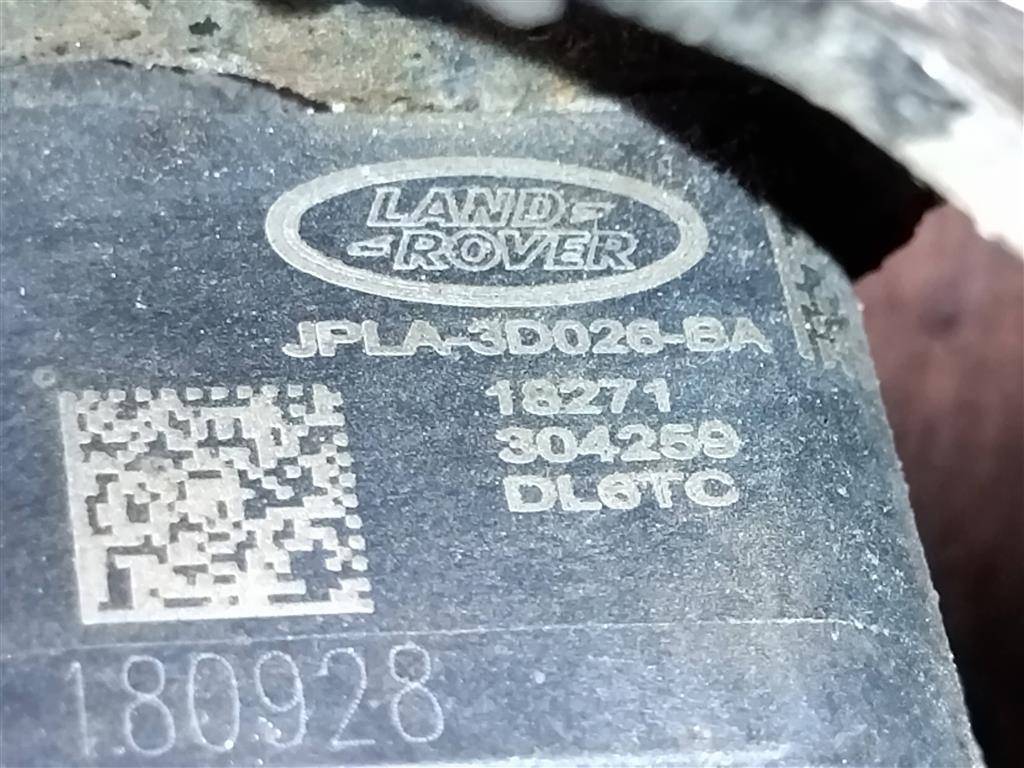 LAND
ROVER
JPLA-3D026-BA
18271
304259
DL6TC
180928